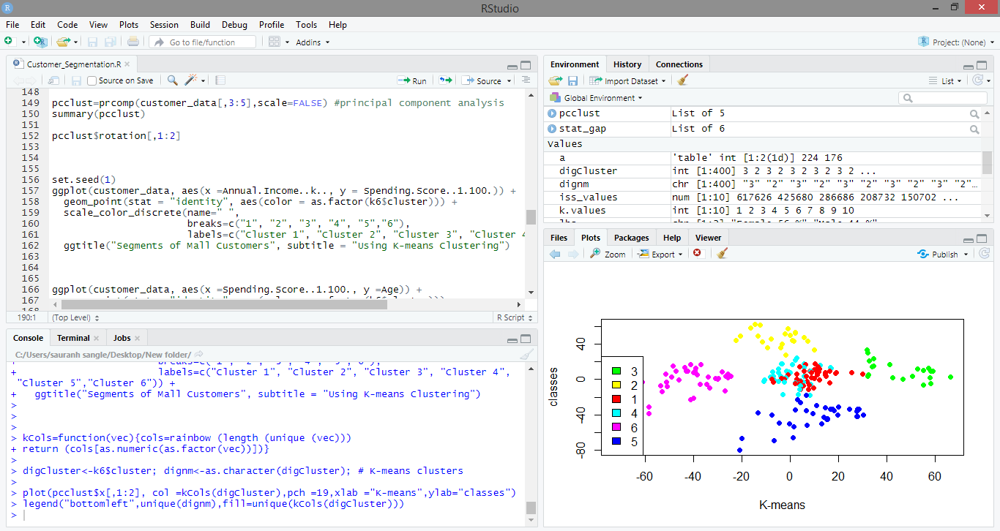 RStudio
File Edit Code View Plots Session Build Debug Profile Tools Help
Go to file/function Addins Project: (None)
Customer_Segmentation.R
Source on Save Run Source
148
149 pcclust=prcomp(customer_data[,3:5],scale=FALSE) #principal component analysis
150 summary(pcclust)
151
152 pcclust$rotation[,1:2]
153
154
155
156 set.seed(1)
157 ggplot(customer_data, aes(x =Annual.Income..k.., y = Spending.Score..1.100.)) +
158 geom_point(stat = "identity", aes(color = as.factor(k6$cluster))) +
159 scale_color_discrete(name=" ",
160 breaks=c("1", "2", "3", "4", "5","6"),
161 labels=c("Cluster 1", "Cluster 2", "Cluster 3", "Cluster 4
162 ggtitle("Segments of Mall Customers", subtitle = "Using K-means Clustering")
163
164
165
166 ggplot(customer_data, aes(x =Spending.Score..1.100., y =Age)) +
167
190:1 (Top Level) R Script
Console Terminal Jobs
C:/Users/sauranh sangle/Desktop/New folder/
+ breaks=c("1", "2", "3", "4", "5","6"),
+ labels=c("Cluster 1", "Cluster 2", "Cluster 3", "Cluster 4",
"Cluster 5","Cluster 6")) +
+ ggtitle("Segments of Mall Customers", subtitle = "Using K-means Clustering")
>
>
>
> kCols=function(vec){cols=rainbow (length (unique (vec)))
+ return (cols[as.numeric(as.factor(vec))])}
>
> digCluster<-k6$cluster; dignm<-as.character(digCluster); # K-means clusters
>
> plot(pcclust$x[,1:2], col =kCols(digCluster),pch =19,xlab ="K-means",ylab="classes")
> legend("bottomleft",unique(dignm),fill=unique(kCols(digCluster)))
>
Environment History Connections
Import Dataset List
Global Environment
pcclust List of 5
stat_gap List of 6
Values
a 'table' int [1:2(1d)] 224 176
digCluster int [1:400] 3 2 3 2 3 2 3 2 3 2 ...
dignm chr [1:400] "3" "2" "3" "2" "3" "2" "3" "2" "3" "2"…
iss_values num [1:10] 617626 425680 286686 208732 150702 ...
k.values int [1:10] 1 2 3 4 5 6 7 8 9 10
Files Plots Packages Help Viewer
Zoom Export Publish
classes
40
0
-40
-80
3
2
1
4
6
5
-60 -40 -20 0 20 40 60
K-means